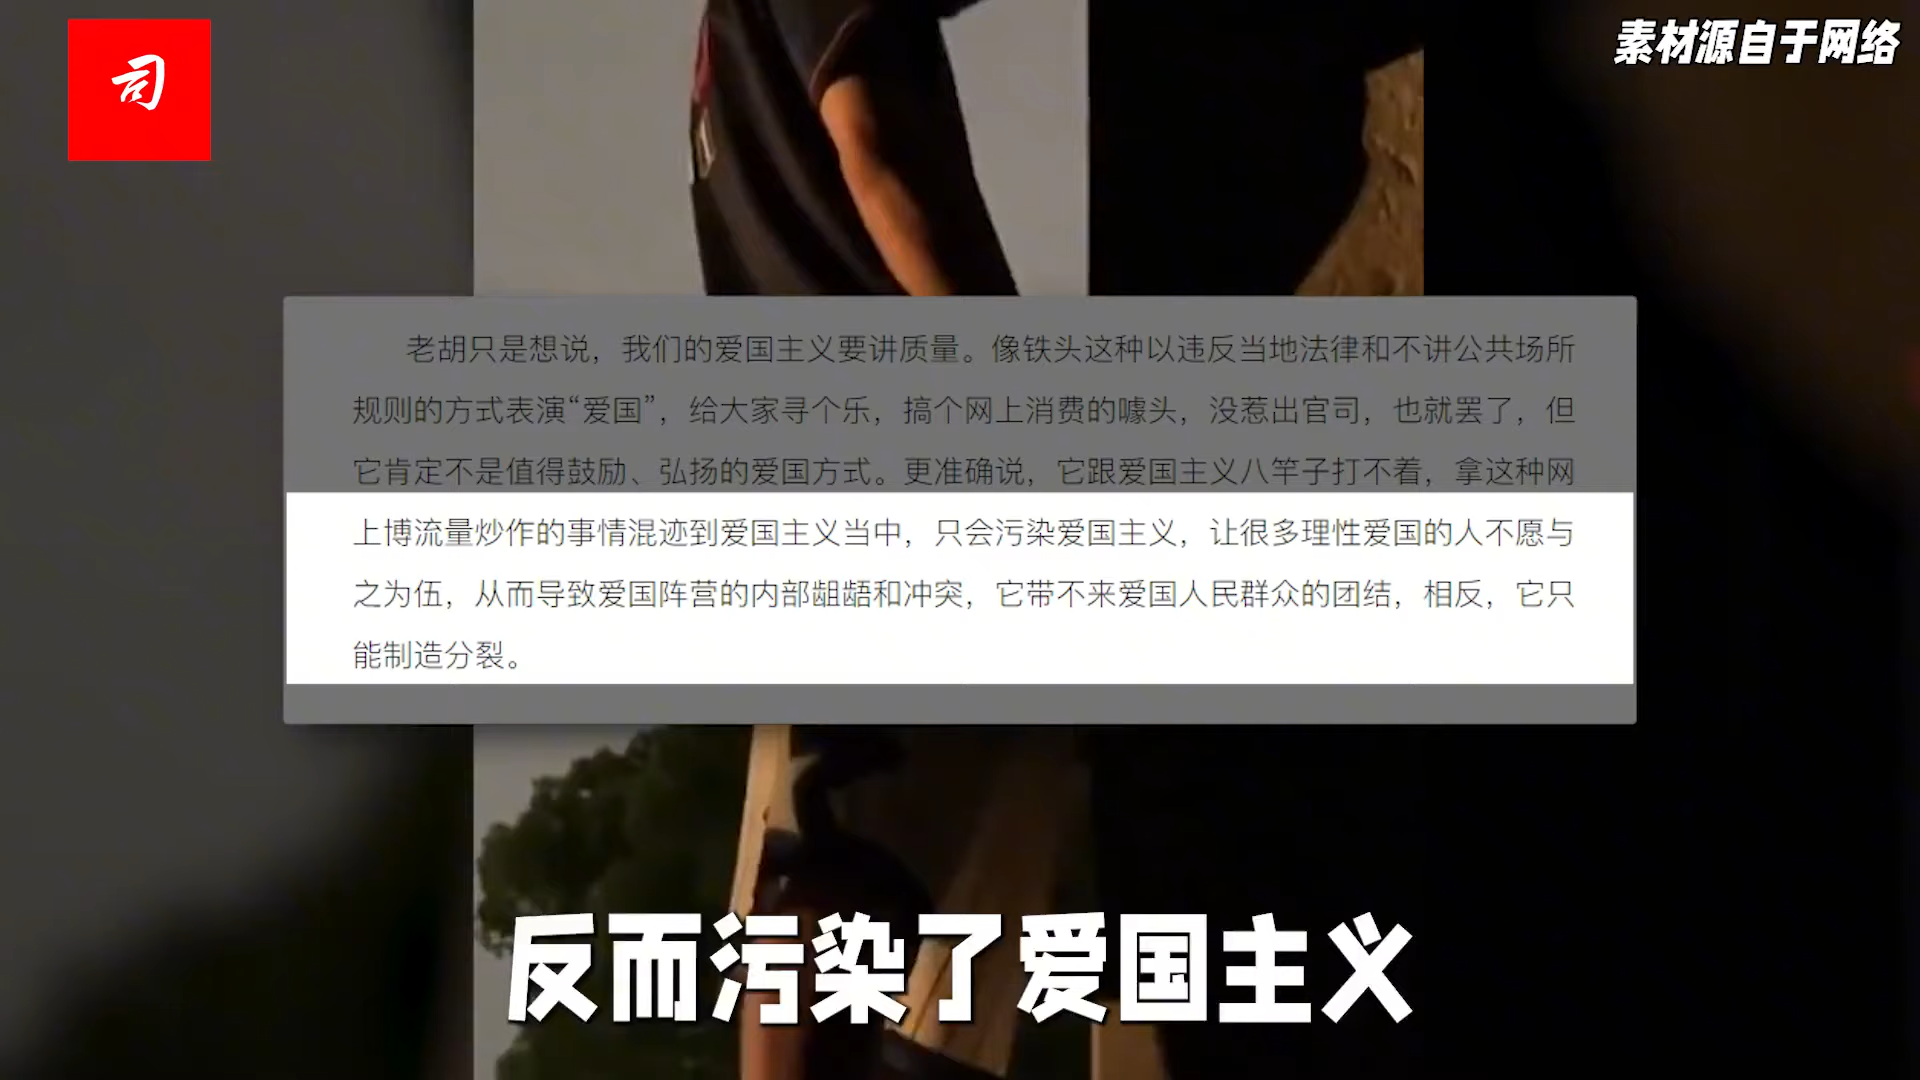 司
素材源自于网络
老胡只是想说，我们的爱国主义要讲质量。像铁头这种以违反当地法律和不讲公共场所
规则的方式表演“爱国”，给大家寻个乐，搞个网上消费的噱头，没惹出官司，也就罢了，但
它肯定不是值得鼓励、弘扬的爱国方式。更准确说，它跟爱国主义八竿子打不着，拿这种网
上博流量炒作的事情混迹到爱国主义当中，只会污染爱国主义，让很多理性爱国的人不愿与
之为伍，从而导致爱国阵营的内部龃龉和冲突，它带不来爱国人民群众的团结，相反，它只
能制造分裂。
反而污染了爱国主义